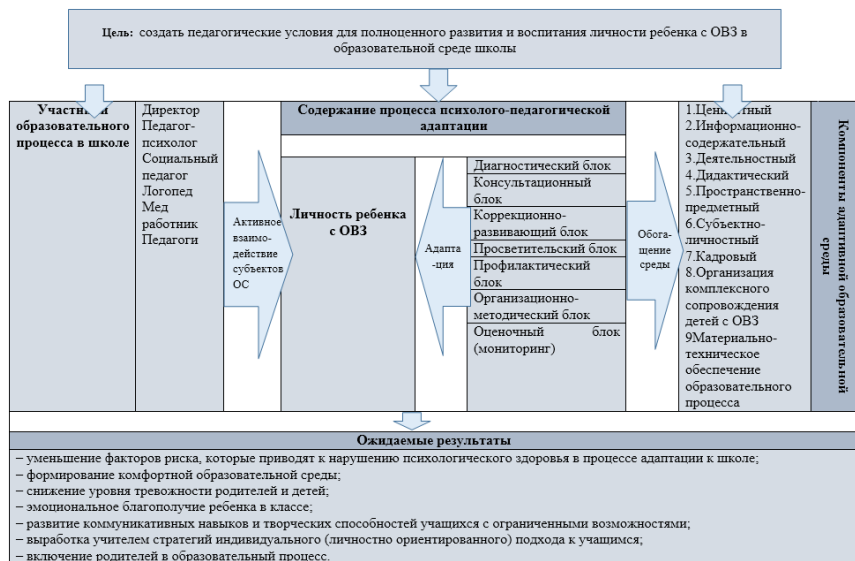 Цель: создать педагогические условия для полноценного развития и воспитания личности ребенка с ОВЗ в
образовательной среде школы
Участники
образовательного
процесса в школе
Директор
Педагог-
психолог
Социальный
педагог
Логопед
Мед
работник
Педагоги
Активное
взаимо-
действие
субъектов
ОС
Содержание процесса психолого-педагогической
адаптации
Личность ребенка
с ОВЗ
Адапта
-ция
Диагностический блок
Консультационный
блок
Коррекционно-
развивающий блок
Просветительский блок
Профилактический
блок
Организационно-
методический блок
Оценочный блок
(мониторинг)
Обога-
щение
среды
1.Ценностный
2.Информационно-
содержательный
3.Деятельностный
4.Дидактический
5.Пространственно-
предметный
6.Субъектно-
личностный
7.Кадровый
8.Организация
комплексного
сопровождения
детей с ОВЗ
9Материально-
техническое
обеспечение
образовательного
процесса
Компоненты адаптивной образовательной
среды
Ожидаемые результаты
– уменьшение факторов риска, которые приводят к нарушению психологического здоровья в процессе адаптации к школе;
– формирование комфортной образовательной среды;
– снижение уровня тревожности родителей и детей;
– эмоциональное благополучие ребенка в классе;
– развитие коммуникативных навыков и творческих способностей учащихся с ограниченными возможностями;
– выработка учителем стратегий индивидуального (личностно ориентированного) подхода к учащимся;
– включение родителей в образовательный процесс.